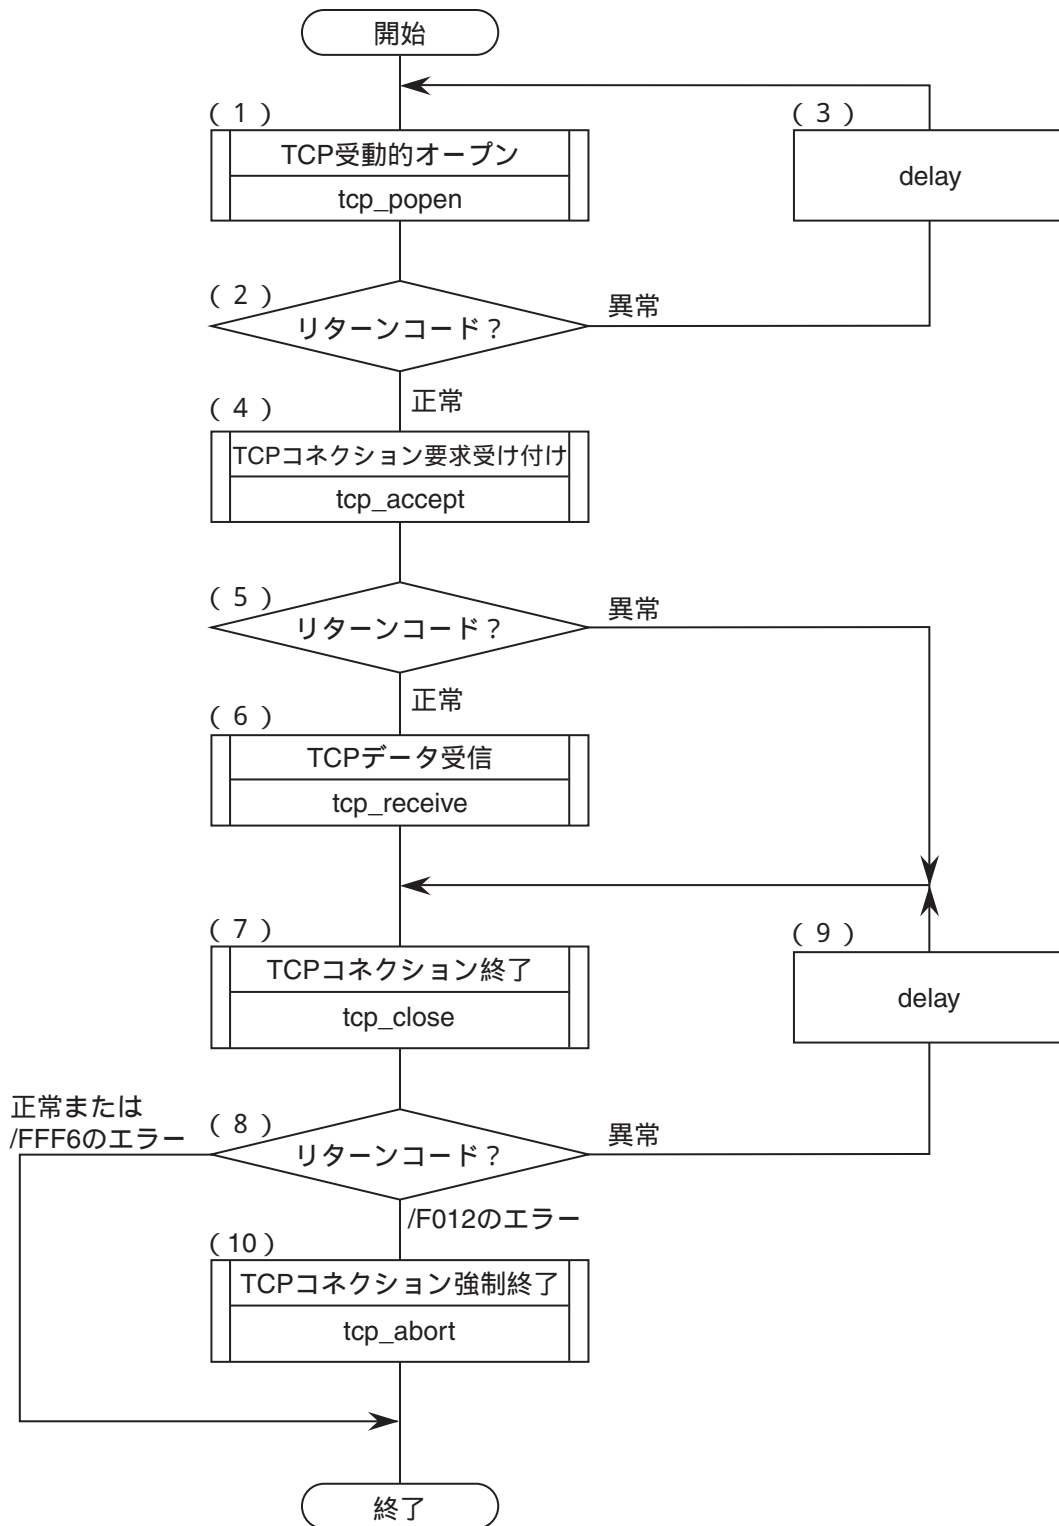 開始
( 1 )
TCP受動的オープン
tcp_popen
( 3 )
delay
( 2 )
リターンコード？
異常
正常
( 4 )
TCPコネクション要求受け付け
tcp_accept
( 5 )
リターンコード？
異常
正常
( 6 )
TCPデータ受信
tcp_receive
( 7 )
TCPコネクション終了
tcp_close
( 9 )
delay
正常または
/FFF6のエラー
( 8 )
リターンコード？
異常
/F012のエラー
( 10 )
TCPコネクション強制終了
tcp_abort
終了